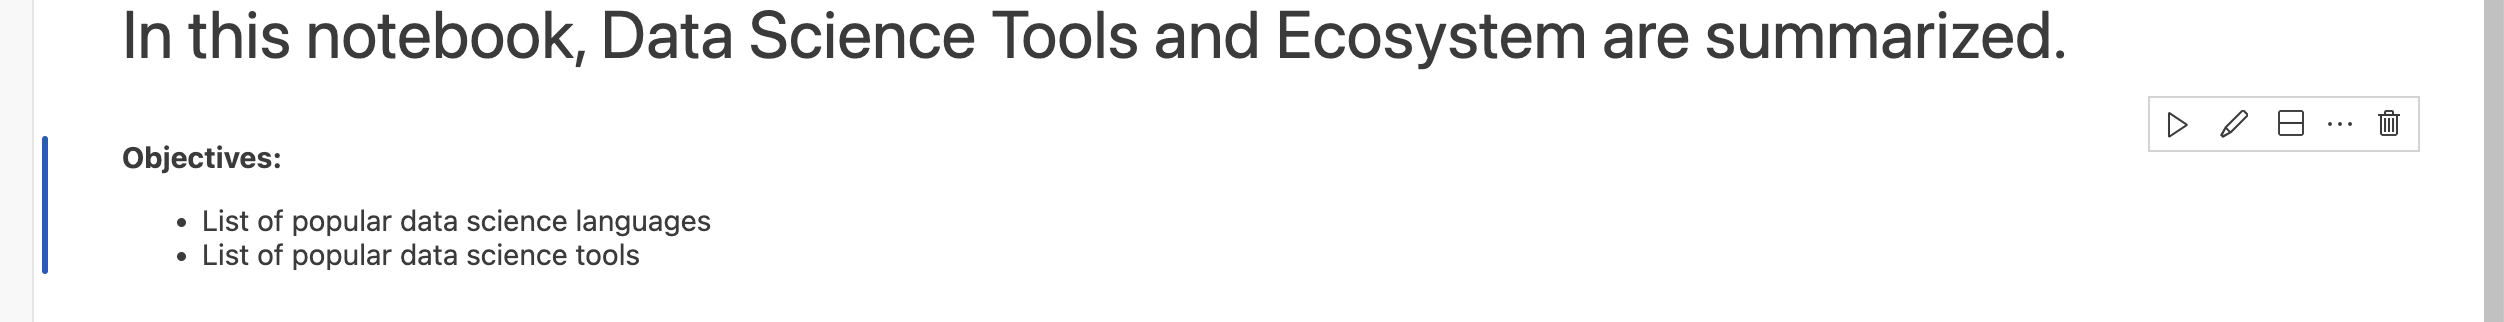 In this notebook, Data Science Tools and Ecosystem are summarized.
Objectives:
• List of popular data science languages
• List of popular data science tools